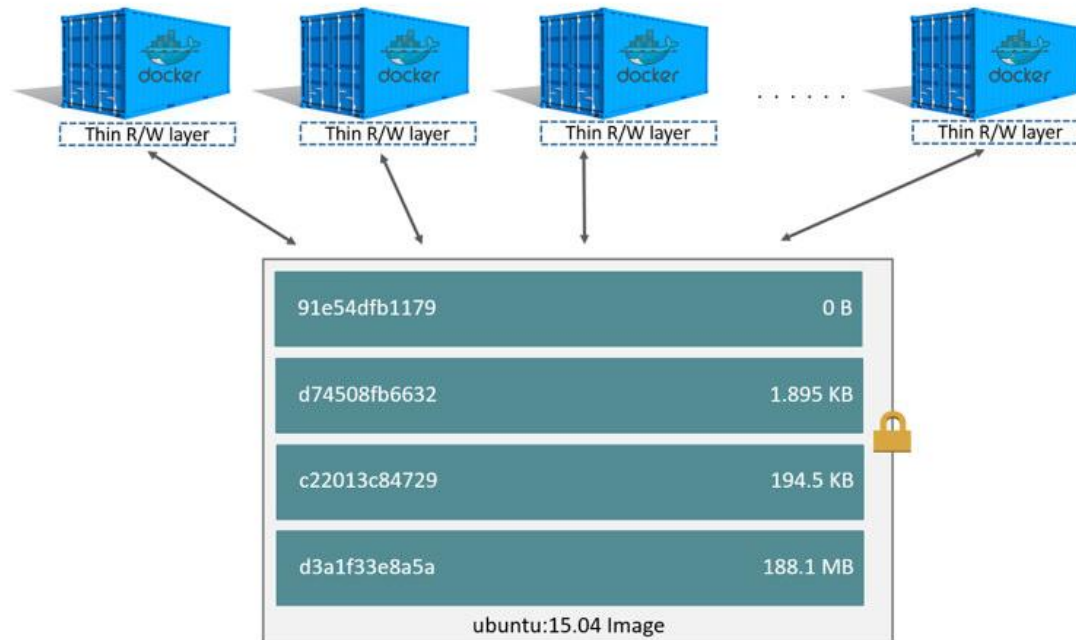 docker
docker
docker
docker
. . . . . .
Thin R/W layer
Thin R/W layer
Thin R/W layer
Thin R/W layer
91e54dfb1179 0 B
d74508fb6632 1.895 KB
c22013c84729 194.5 KB
d3a1f33e8a5a 188.1 MB
ubuntu:15.04 Image